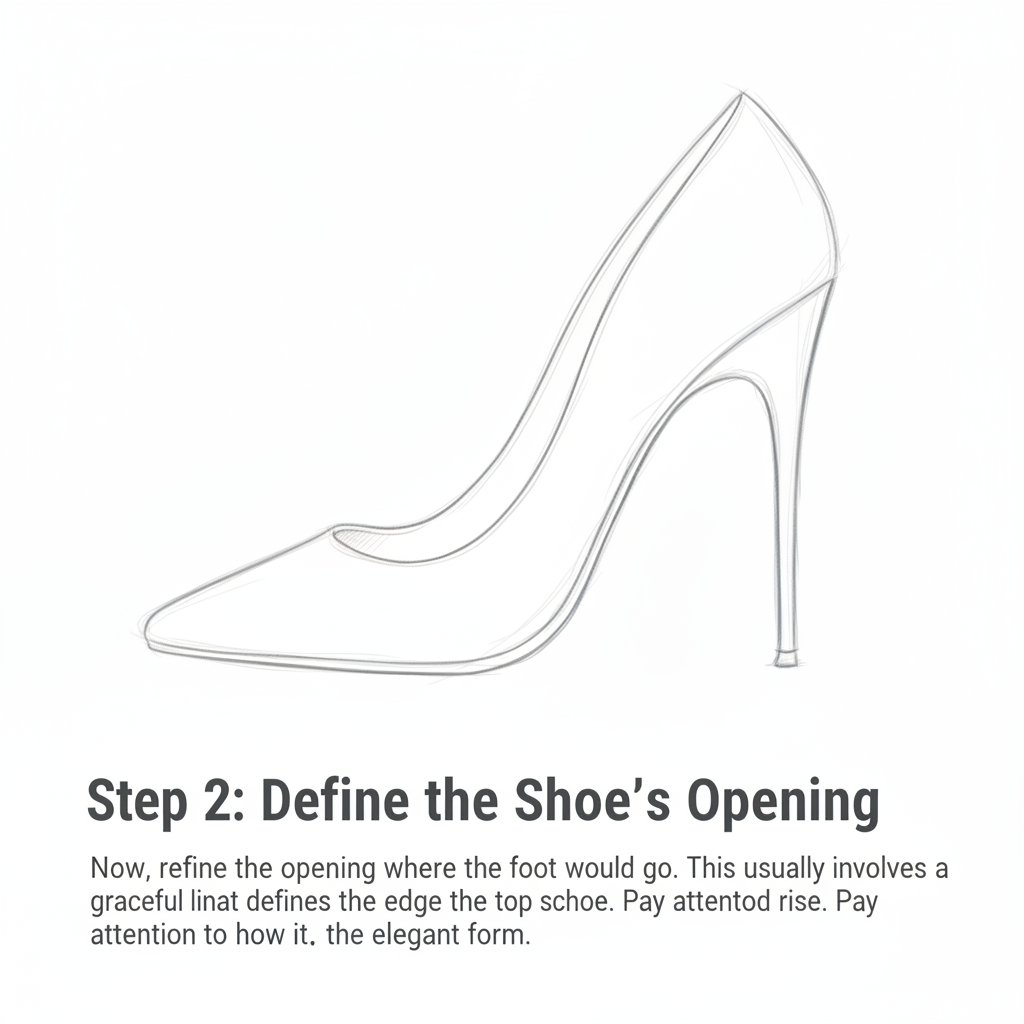 Step 2: Define the Shoe’s Opening
Now, refine the opening where the foot would go. This usually involves a
graceful linat defines the edge the top schoe. Pay attentod rise. Pay
attention to how it. the elegant form.